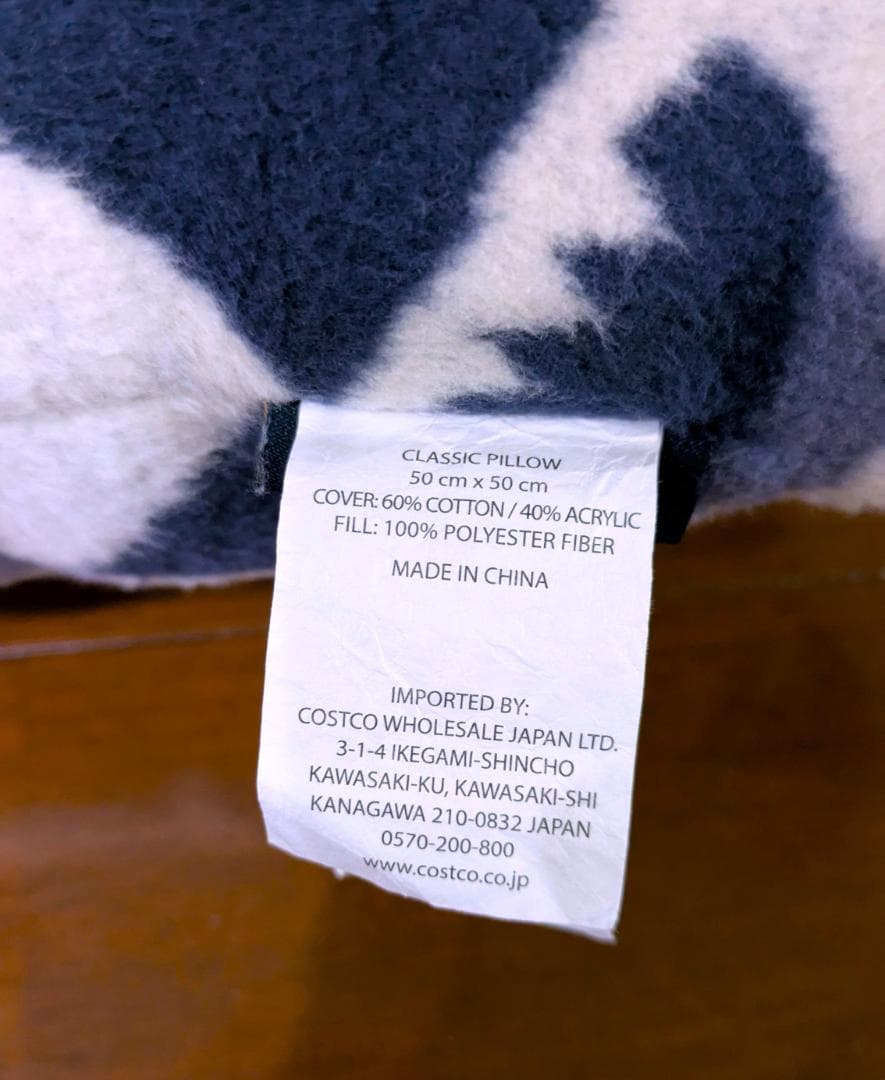 CLASSIC PILLOW
50 cm x 50 cm
COVER: 60% COTTON / 40% ACRYLIC
FILL: 100% POLYESTER FIBER
MADE IN CHINA
IMPORTED BY:
COSTCO WHOLESALE JAPAN LTD.
3-1-4 IKEGAMI-SHINCHO
KAWASAKI-KU, KAWASAKI-SHI
KANAGAWA 210-0832 JAPAN
0570-200-800
www.costco.co.jp